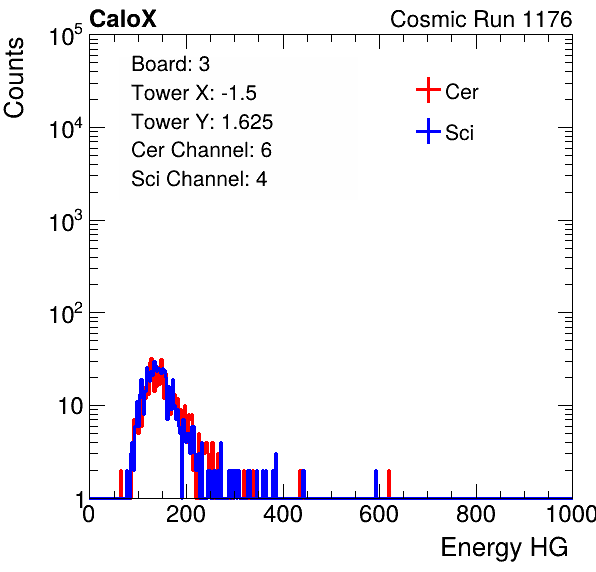 CaloX Cosmic Run 1176
Counts
10^5
10^4
10^3
10^2
10
1
Board: 3
Tower X: -1.5
Tower Y: 1.625
Cer Channel: 6
Sci Channel: 4
Cer
Sci
0 200 400 600 800 1000
Energy HG